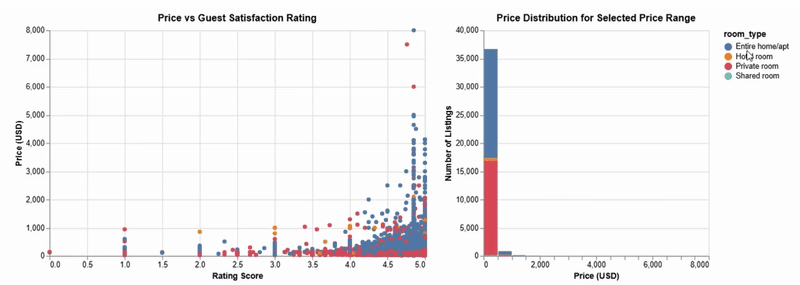 Price vs Guest Satisfaction Rating
Price (USD)
8,000
7,000
6,000
5,000
4,000
3,000
2,000
1,000
0
0.0 0.5 1.0 1.5 2.0 2.5 3.0 3.5 4.0 4.5 5.0
Rating Score
Price Distribution for Selected Price Range
Number of Listings
40,000
35,000
30,000
25,000
20,000
15,000
10,000
5,000
0
0 2,000 4,000 6,000 8,000
Price (USD)
room_type
Entire home/apt
Hotel room
Private room
Shared room